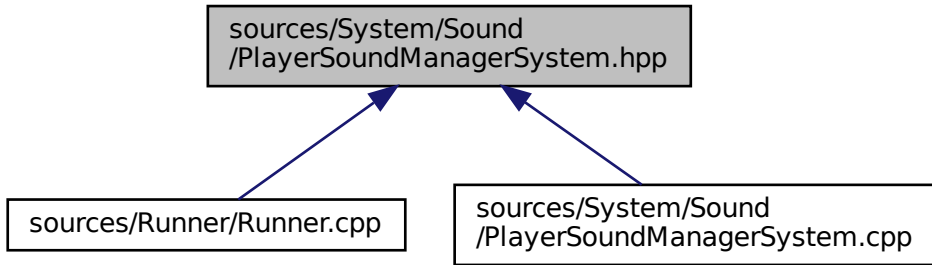 sources/System/Sound
/PlayerSoundManagerSystem.hpp
sources/Runner/Runner.cpp
sources/System/Sound
/PlayerSoundManagerSystem.cpp